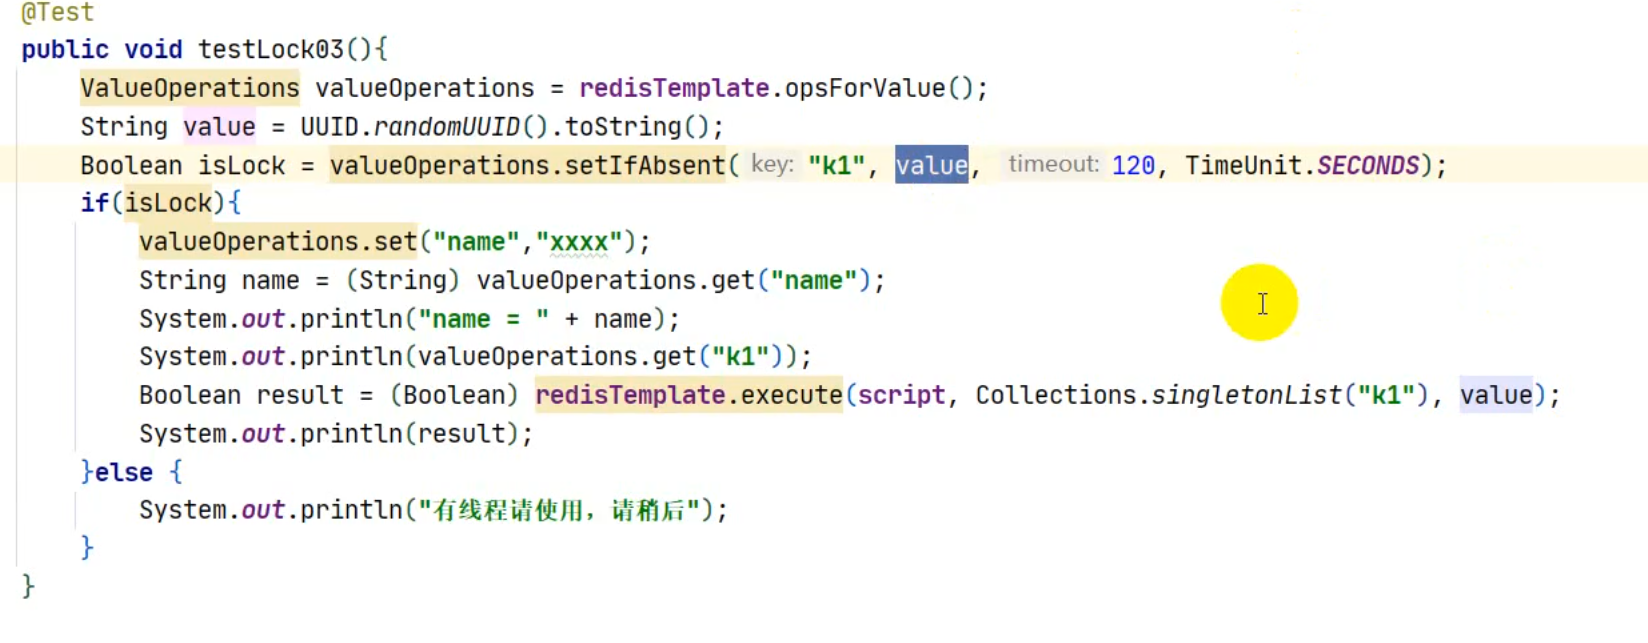 @Test
public void testLock03(){
ValueOperations valueOperations = redisTemplate.opsForValue();
String value = UUID.randomUUID().toString();
Boolean isLock = valueOperations.setIfAbsent( key: "k1", value, timeout: 120, TimeUnit.SECONDS);
if(isLock){
valueOperations.set("name","xxxx");
String name = (String) valueOperations.get("name");
System.out.println("name = " + name);
System.out.println(valueOperations.get("k1"));
Boolean result = (Boolean) redisTemplate.execute(script, Collections.singletonList("k1"), value);
System.out.println(result);
}else {
System.out.println("有线程请使用，请稍后");
}
}